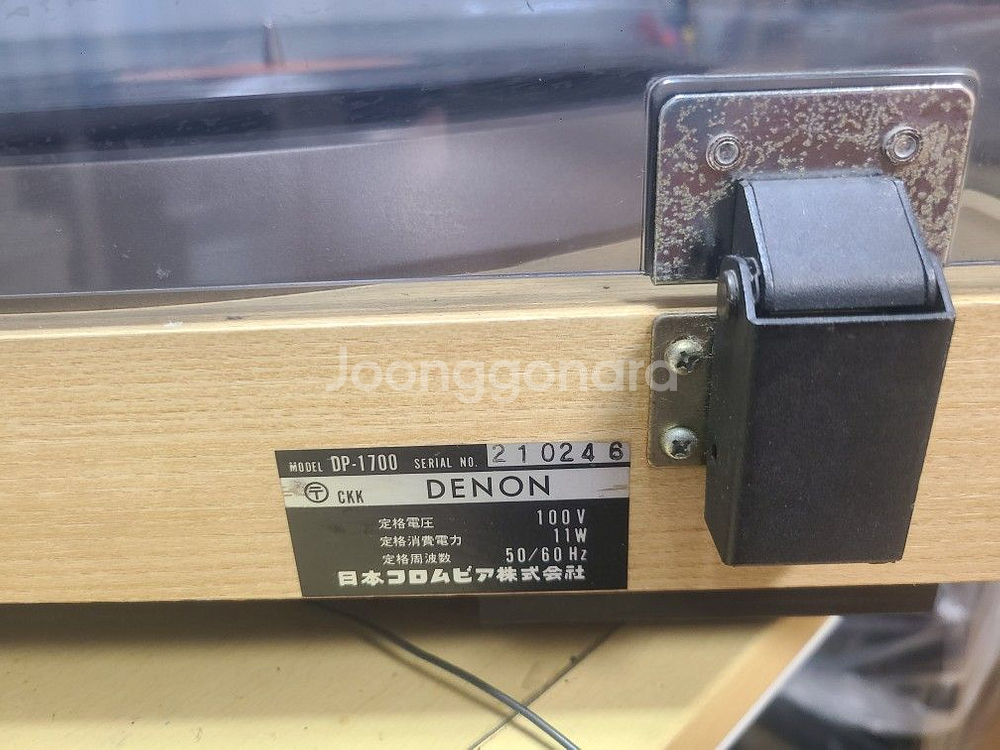 Joonggonara
MODEL DP-1700 SERIAL NO. 210246
〒 CKK DENON
定格電圧 100V
定格消費電力 11W
定格周波数 50/60Hz
日本コロムビア株式会社